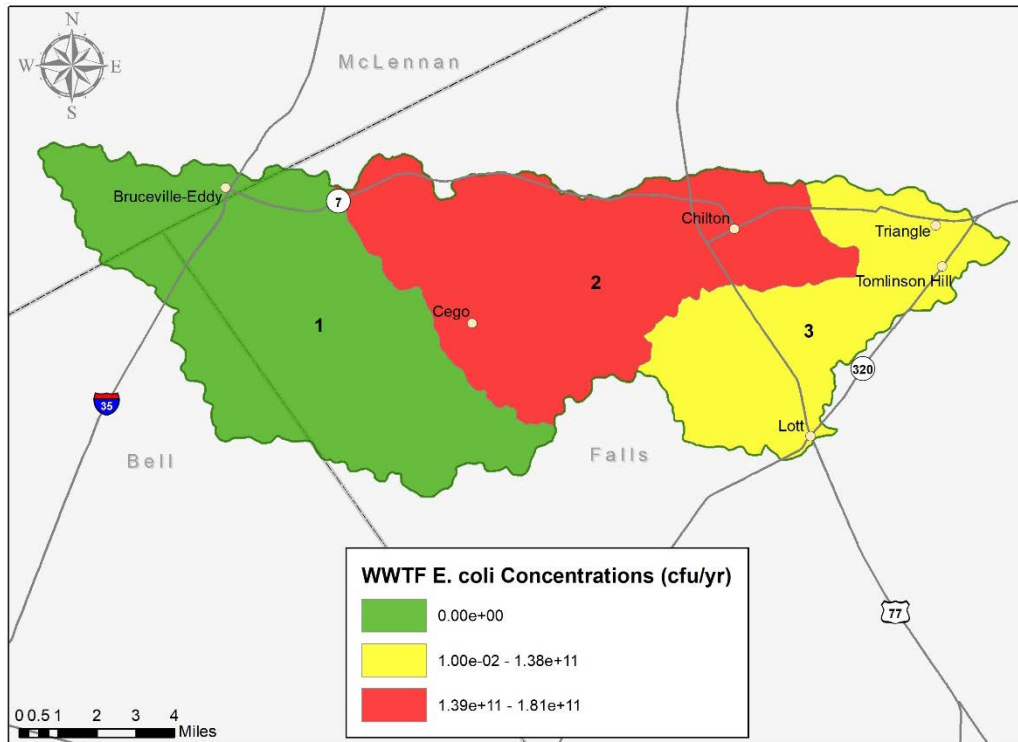 N
W E
S
McLennan
Bruceville-Eddy
7
Chilton
Triangle
Tomlinson Hill
2
Cego
1
3
320
35
Lott
Bell
Falls
WWTF E. coli Concentrations (cfu/yr)
0.00e+00
1.00e-02 - 1.38e+11
1.39e+11 - 1.81e+11
77
0 0.5 1 2 3 4
Miles